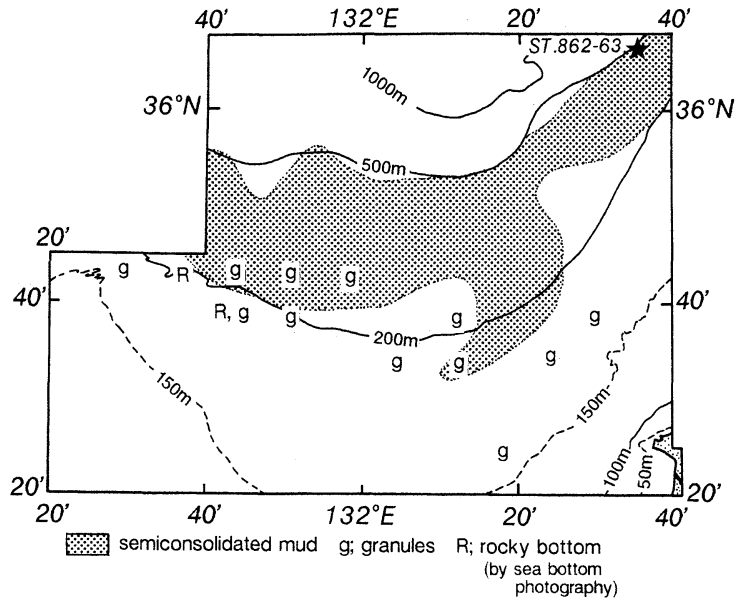 40′ 132°E 20′ 40′
ST.862-63
1000m
36°N 36°N
500m
20′
g R g g g
40′ R, g g g g 40′
200m
g g g
150m 150m
g
100m 50m
20′ 20′
20′ 40′ 132°E 20′ 40′
semiconsolidated mud g; granules R; rocky bottom
(by sea bottom
photography)